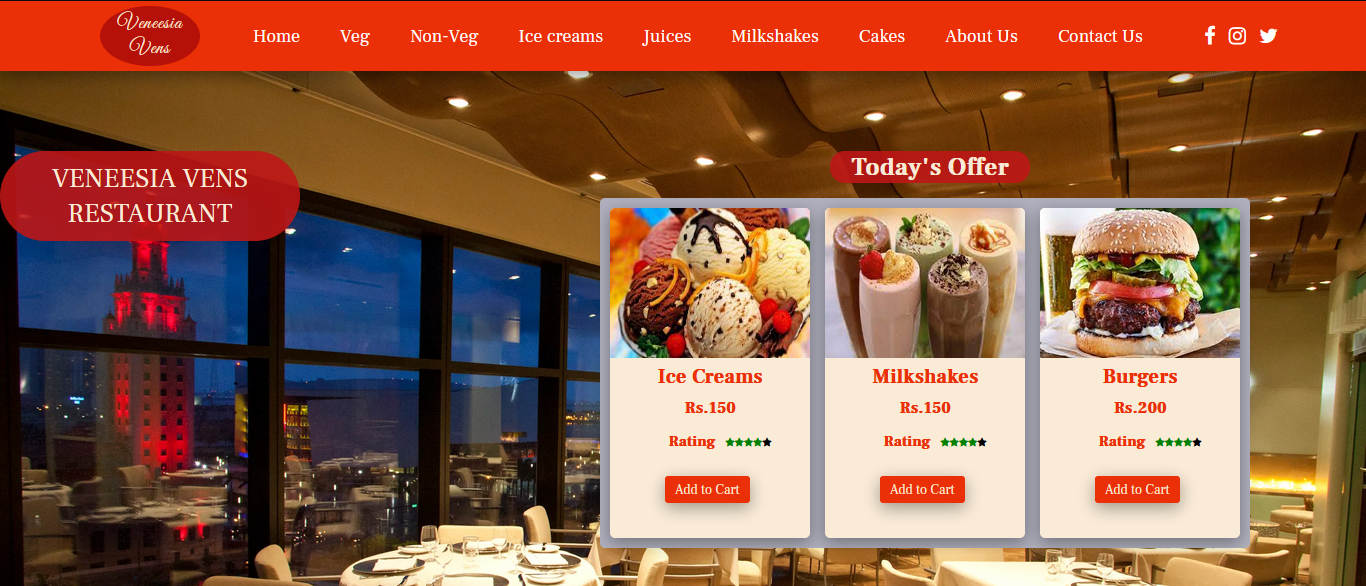 Veneesia
Vens
Home Veg Non-Veg Ice creams Juices Milkshakes Cakes About Us Contact Us
VENEESIA VENS
RESTAURANT
Today's Offer
Ice Creams
Rs.150
Rating
Add to Cart
Milkshakes
Rs.150
Rating
Add to Cart
Burgers
Rs.200
Rating
Add to Cart